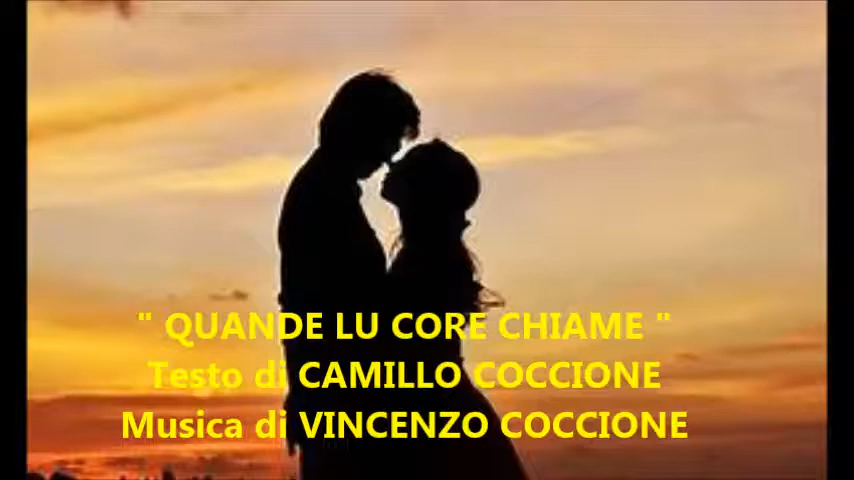 " QUANDE LU CORE CHIAME "
Testo di CAMILLO COCCIONE
Musica di VINCENZO COCCIONE